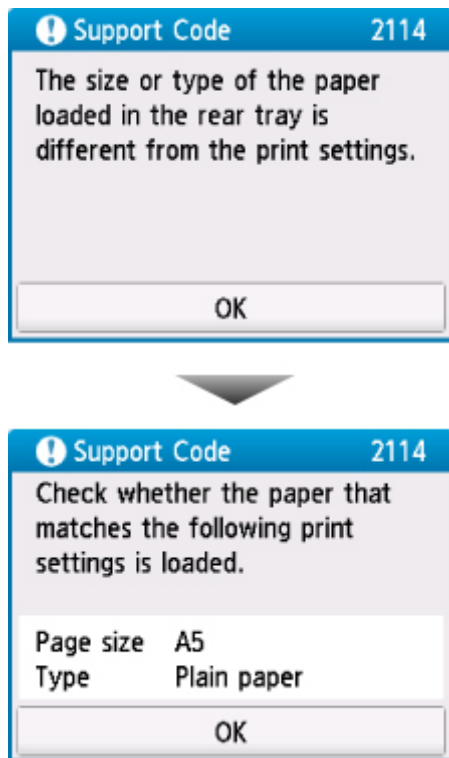 Support Code 2114
The size or type of the paper
loaded in the rear tray is
different from the print settings.
OK
Support Code 2114
Check whether the paper that
matches the following print
settings is loaded.
Page size A5
Type Plain paper
OK